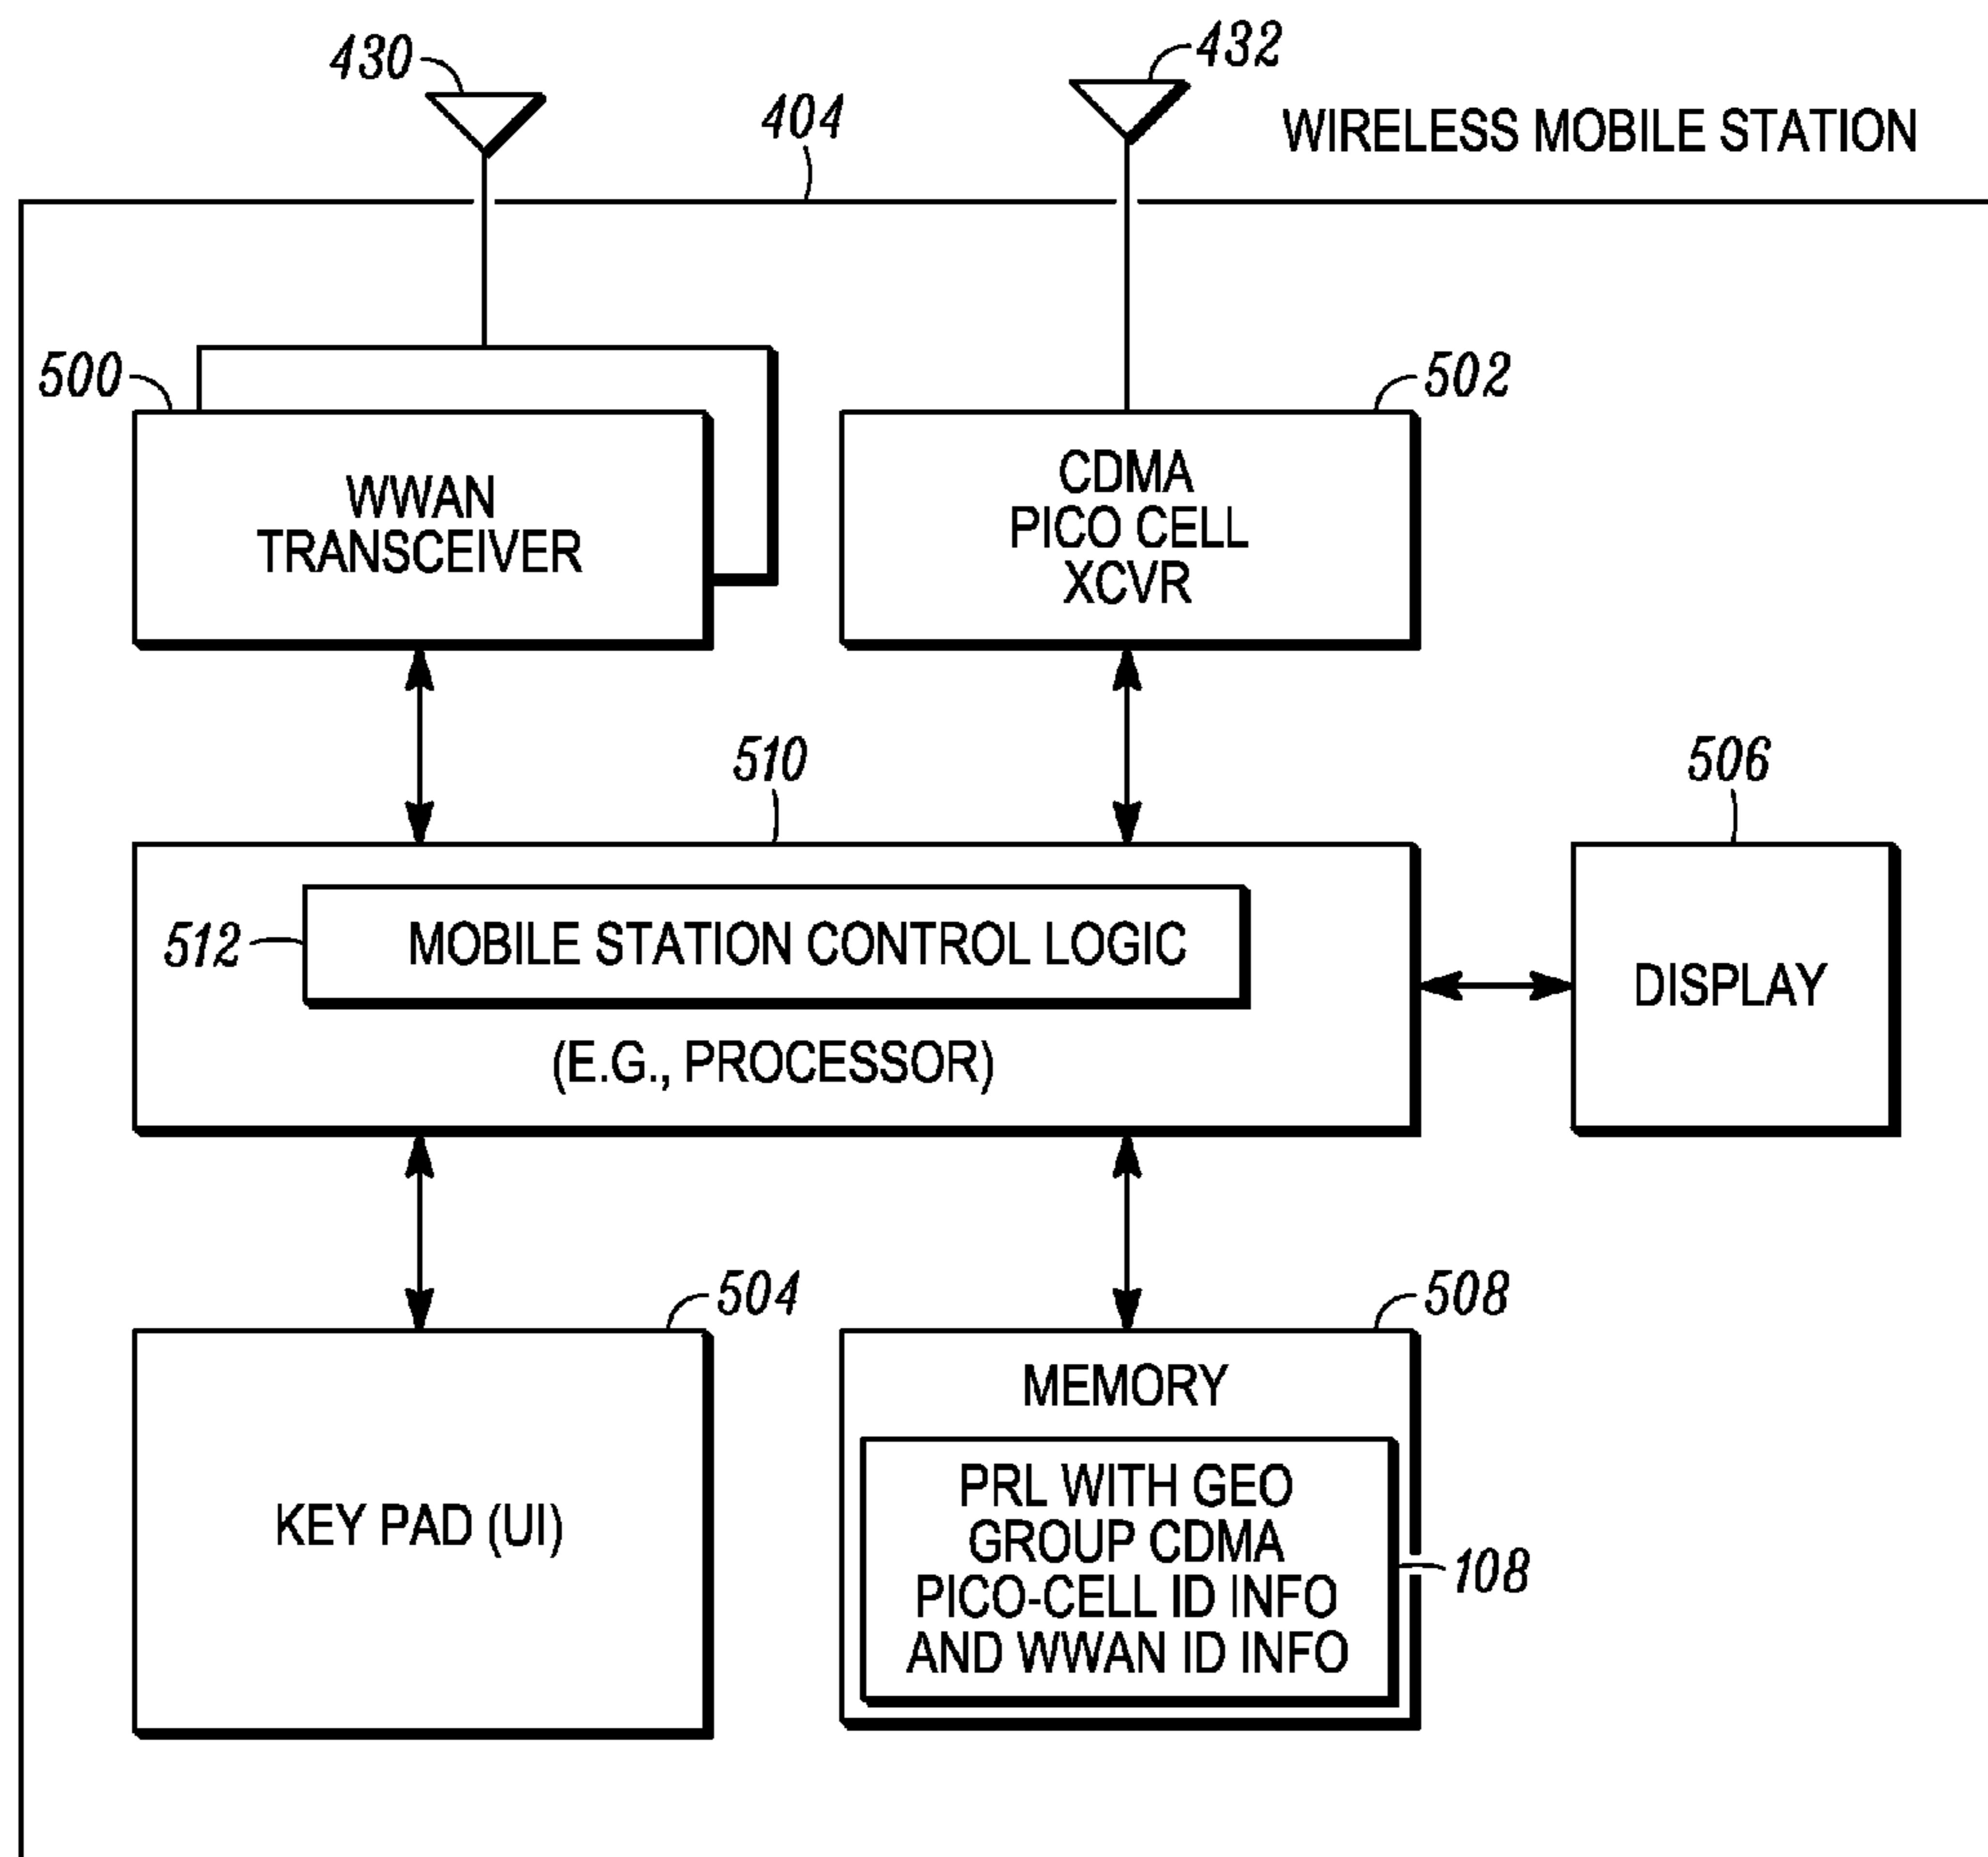 430
432
404
WIRELESS MOBILE STATION
500
502
WWAN
TRANSCEIVER
CDMA
PICO CELL
XCVR
510
506
512
MOBILE STATION CONTROL LOGIC
(E.G., PROCESSOR)
DISPLAY
504
508
KEY PAD (UI)
MEMORY
PRL WITH GEO
GROUP CDMA
PICO-CELL ID INFO
AND WWAN ID INFO
108